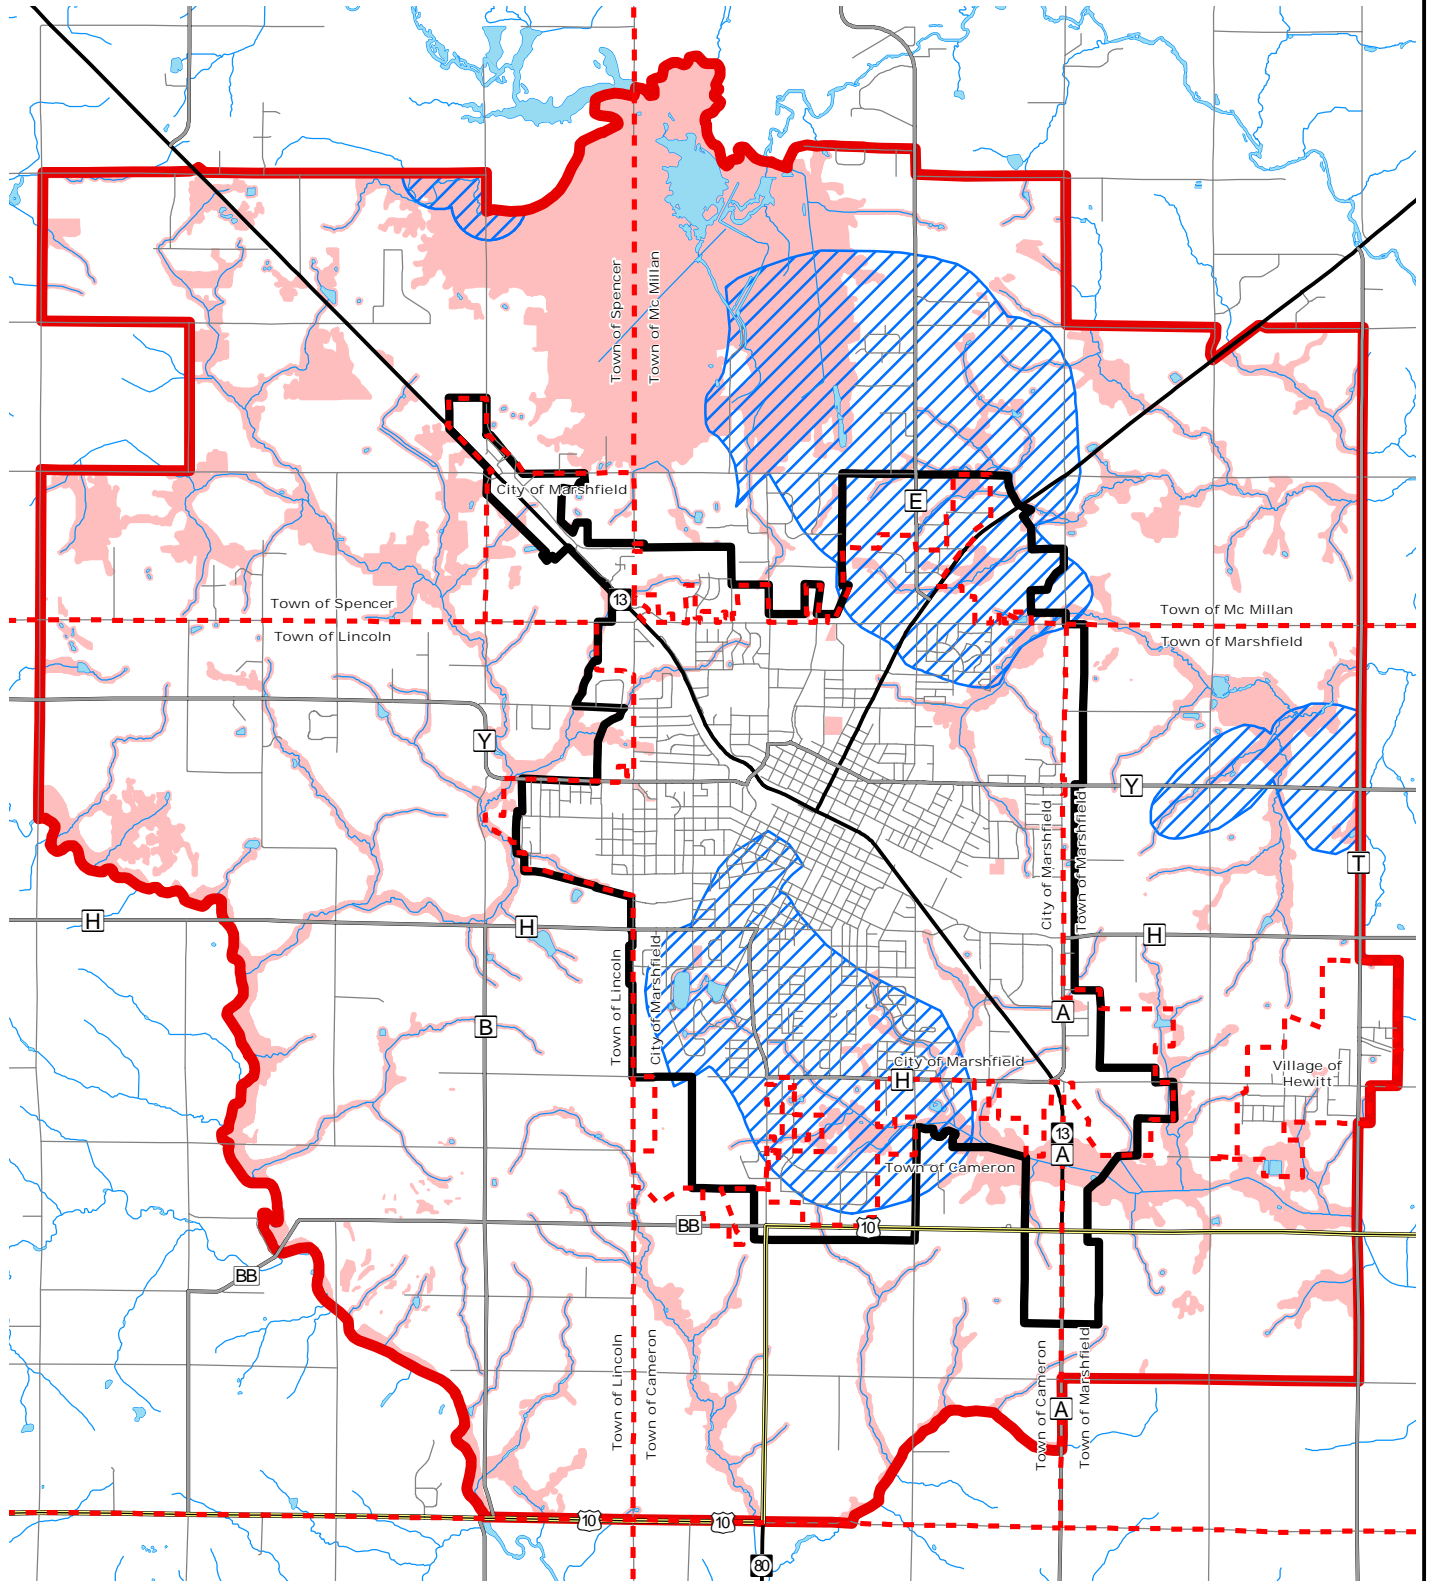 Town of Spencer
Town of Mc Millan
City of Marshfield
E
13
Town of Spencer
Town of Lincoln
Town of Mc Millan
Town of Marshfield
Y
Y
City of Marshfield
Town of Marshfield
T
H
H
H
Town of Lincoln
City of Marshfield
B
A
City of Marshfield
H
Village of
Hewitt
13
A
Town of Cameron
BB
10
BB
Town of Lincoln
Town of Cameron
Town of Cameron
Town of Marshfield
A
10
10
80